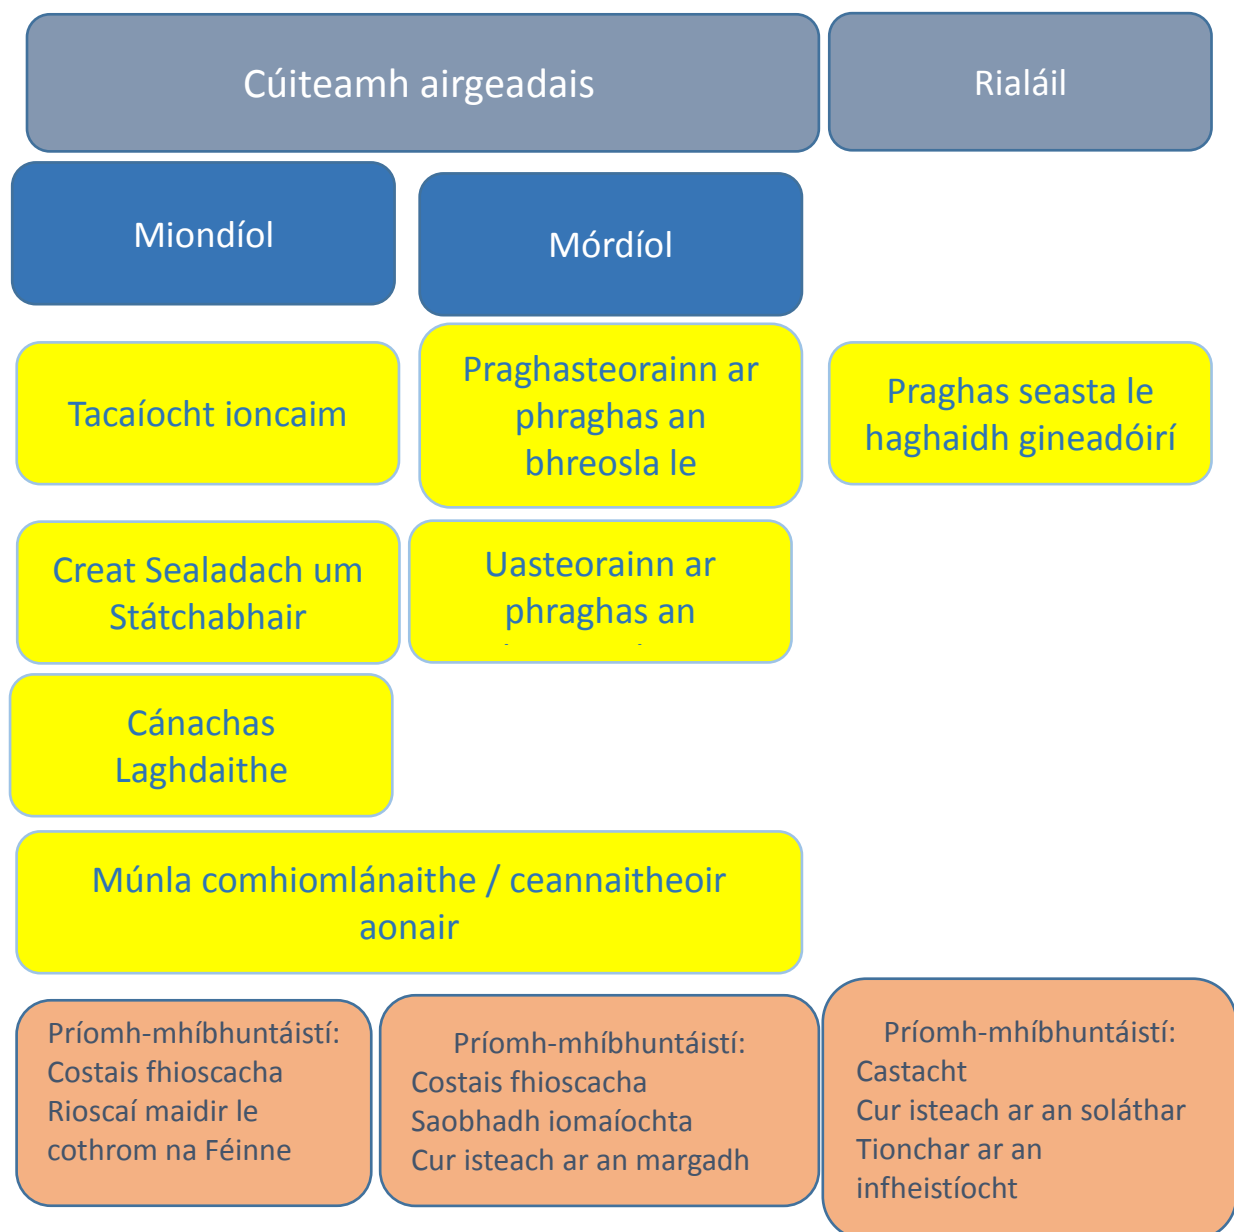 Cúiteamh airgeadais
Rialáil
Miondíol
Mórdíol
Tacaíocht ioncaim
Praghasteorainn ar
phraghas an
bhreosla le
Praghas seasta le
haghaidh gineadóirí
Creat Sealadach um
Státchabhair
Uasteorainn ar
phraghas an
Cánachas
Laghdaithe
Múnla comhiomlánaithe / ceannaitheoir
aonair
Príomh-mhíbhuntáistí:
Costais fhioscacha
Rioscaí maidir le
cothrom na Féinne
Príomh-mhíbhuntáistí:
Costais fhioscacha
Saobhadh iomaíochta
Cur isteach ar an margadh
Príomh-mhíbhuntáistí:
Castacht
Cur isteach ar an soláthar
Tionchar ar an
infheistíocht